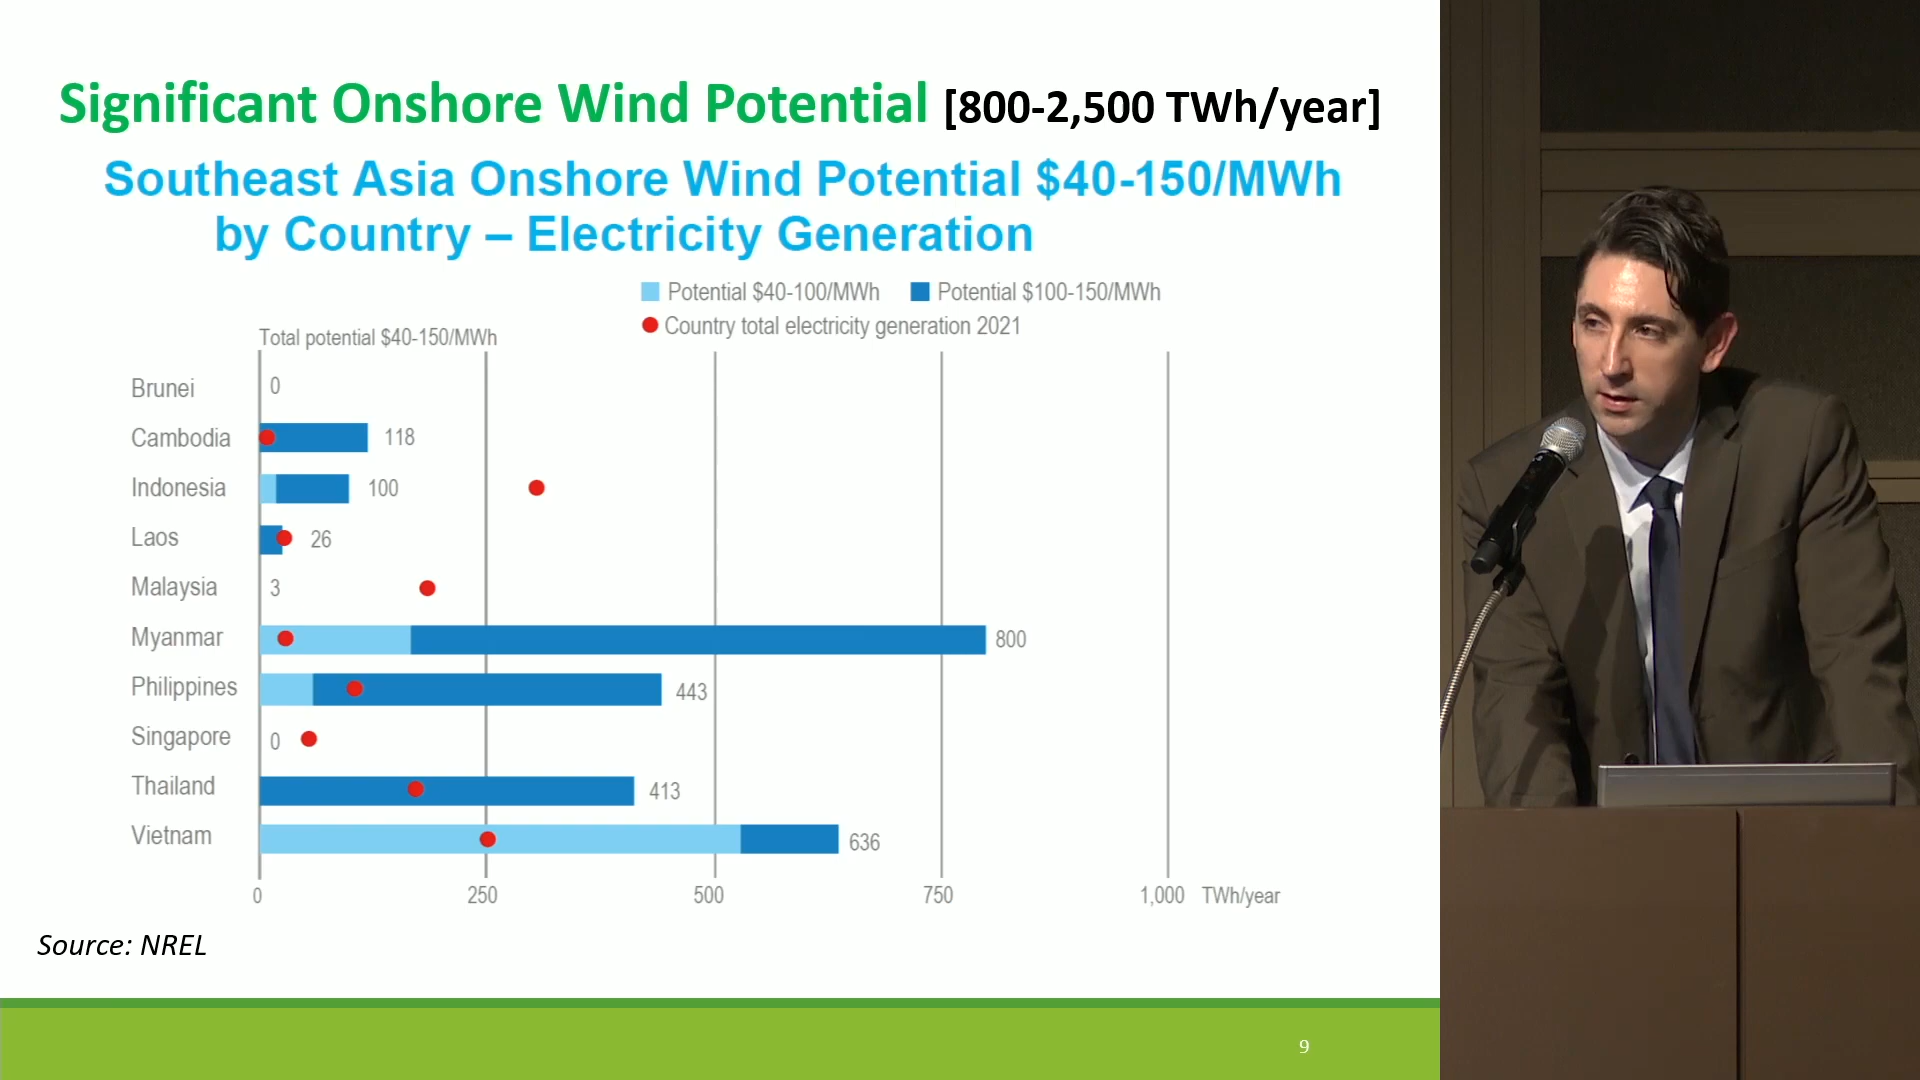 Significant Onshore Wind Potential [800-2,500 TWh/year]
Southeast Asia Onshore Wind Potential $40-150/MWh
by Country – Electricity Generation
Potential $40-100/MWh Potential $100-150/MWh
Country total electricity generation 2021
Total potential $40-150/MWh
Brunei 0
Cambodia 118
Indonesia 100
Laos 26
Malaysia 3
Myanmar 800
Philippines 443
Singapore 0
Thailand 413
Vietnam 636
0 250 500 750 1,000 TWh/year
Source: NREL
9